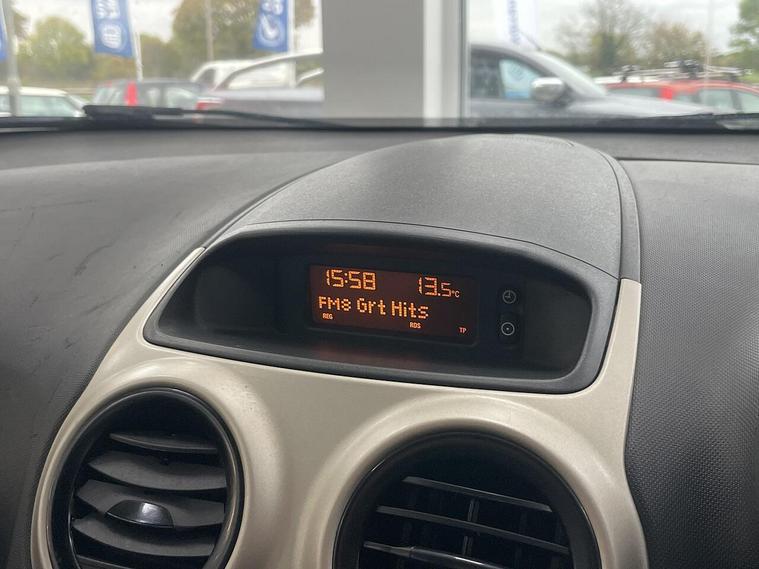 15:58 13.5°C
FM8 Grt Hits
REG RDS TP